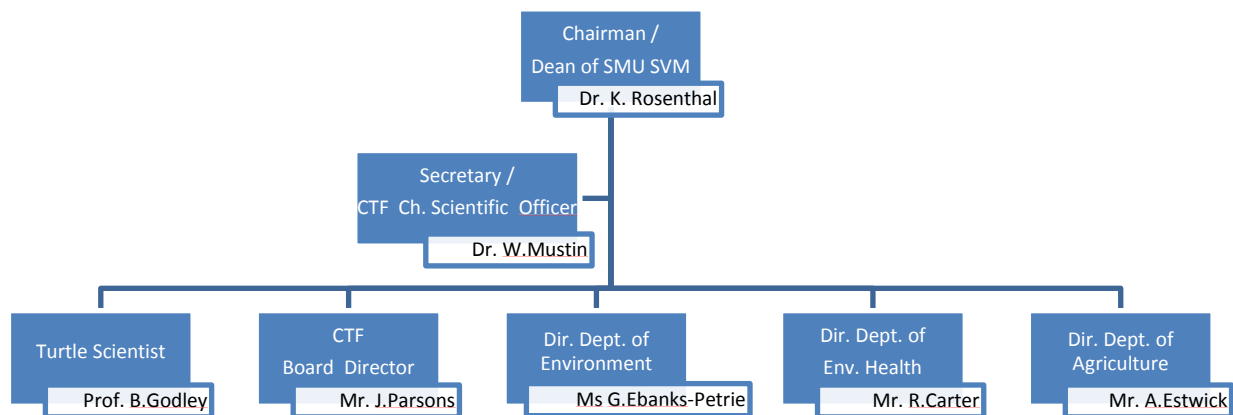 Chairman /
Dean of SMU SVM
Dr. K. Rosenthal
Secretary /
CTF Ch. Scientific Officer
Dr. W.Mustin
Turtle Scientist
Prof. B.Godley
CTF
Board Director
Mr. J.Parsons
Dir. Dept. of
Environment
Ms G.Ebanks-Petrie
Dir. Dept. of
Env. Health
Mr. R.Carter
Dir. Dept. of
Agriculture
Mr. A.Estwick